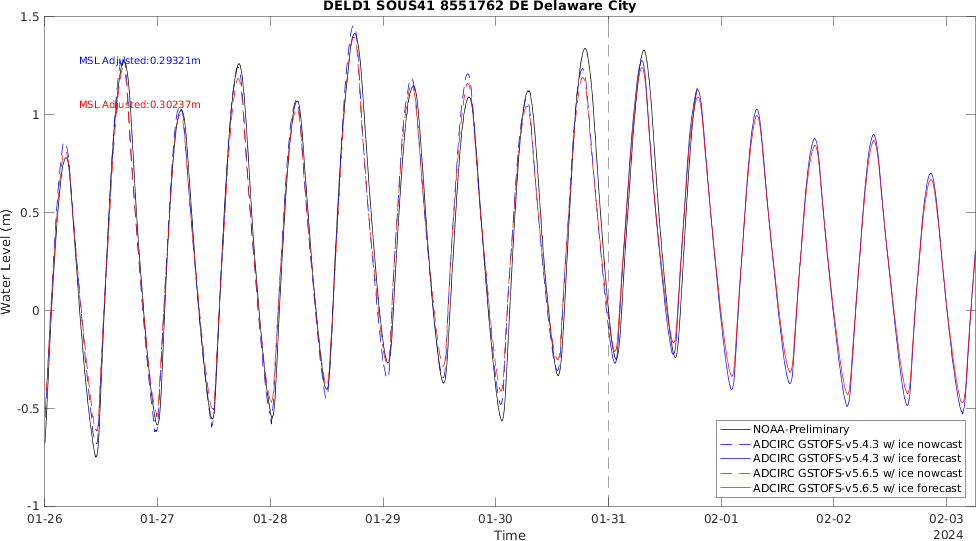 DELD1 SOUS41 8551762 DE Delaware City
1.5
1
0.5
0
-0.5
-1
Water Level (m)
MSL Adjusted:0.29321m
MSL Adjusted:0.30237m
NOAA-Preliminary
ADCIRC GSTOFS-v5.4.3 w/ ice nowcast
ADCIRC GSTOFS-v5.4.3 w/ ice forecast
ADCIRC GSTOFS-v5.6.5 w/ ice nowcast
ADCIRC GSTOFS-v5.6.5 w/ ice forecast
01-26 01-27 01-28 01-29 01-30 01-31 02-01 02-02 02-03
Time
2024